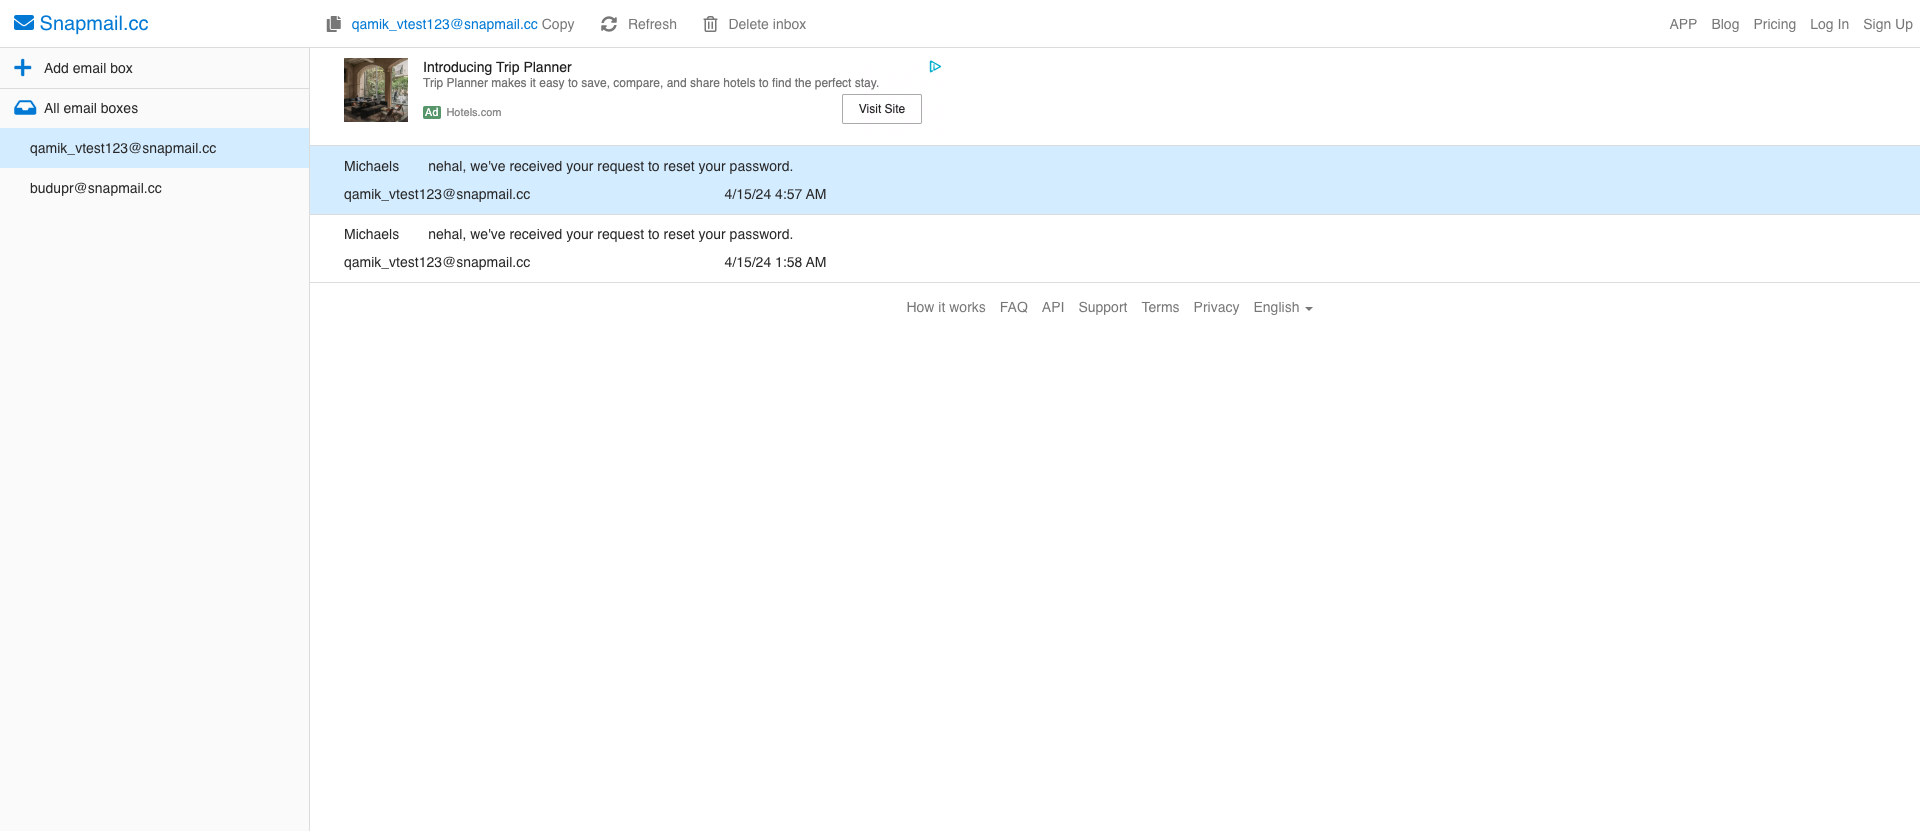 Snapmail.cc
qamik_vtest123@snapmail.cc Copy Refresh Delete inbox
APP Blog Pricing Log In Sign Up
Add email box
All email boxes
qamik_vtest123@snapmail.cc
budupr@snapmail.cc
Introducing Trip Planner
Trip Planner makes it easy to save, compare, and share hotels to find the perfect stay.
Ad Hotels.com
Visit Site
Michaels nehal, we've received your request to reset your password.
qamik_vtest123@snapmail.cc 4/15/24 4:57 AM
Michaels nehal, we've received your request to reset your password.
qamik_vtest123@snapmail.cc 4/15/24 1:58 AM
How it works FAQ API Support Terms Privacy English